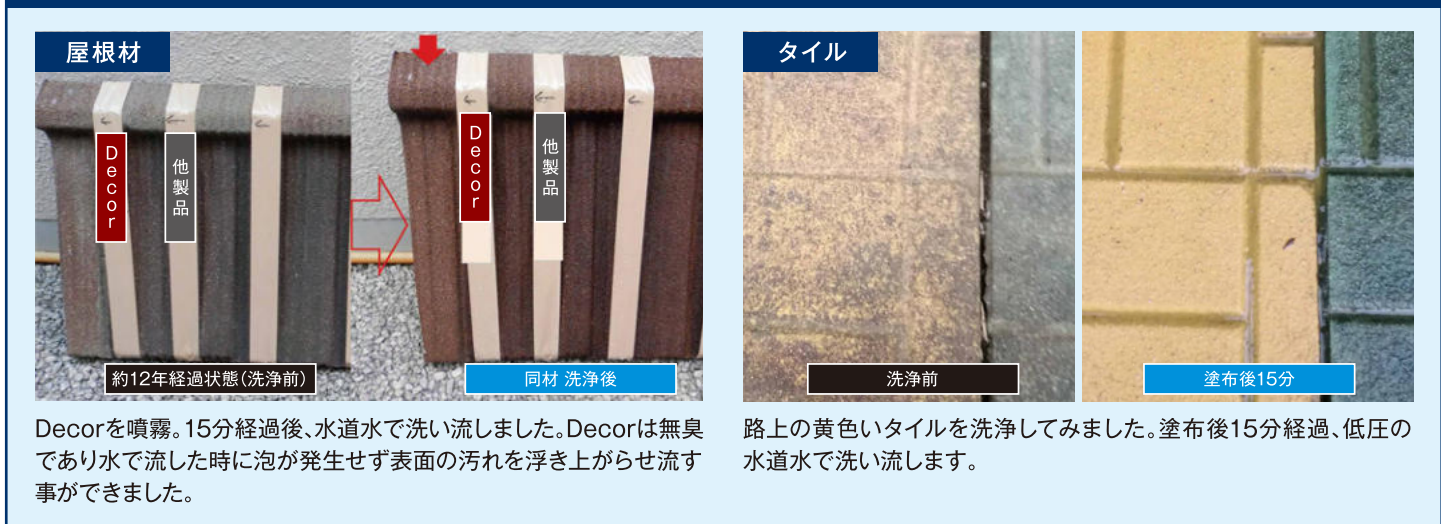 屋根材
Decor
他製品
Decor
他製品
約12年経過状態(洗浄前)
同材 洗浄後
Decorを噴霧。15分経過後、水道水で洗い流しました。Decorは無臭
であり水で流した時に泡が発生せず表面の汚れを浮き上がらせ流す
事ができました。
タイル
洗浄前
塗布後15分
路上の黄色いタイルを洗浄してみました。塗布後15分経過、低圧の
水道水で洗い流します。